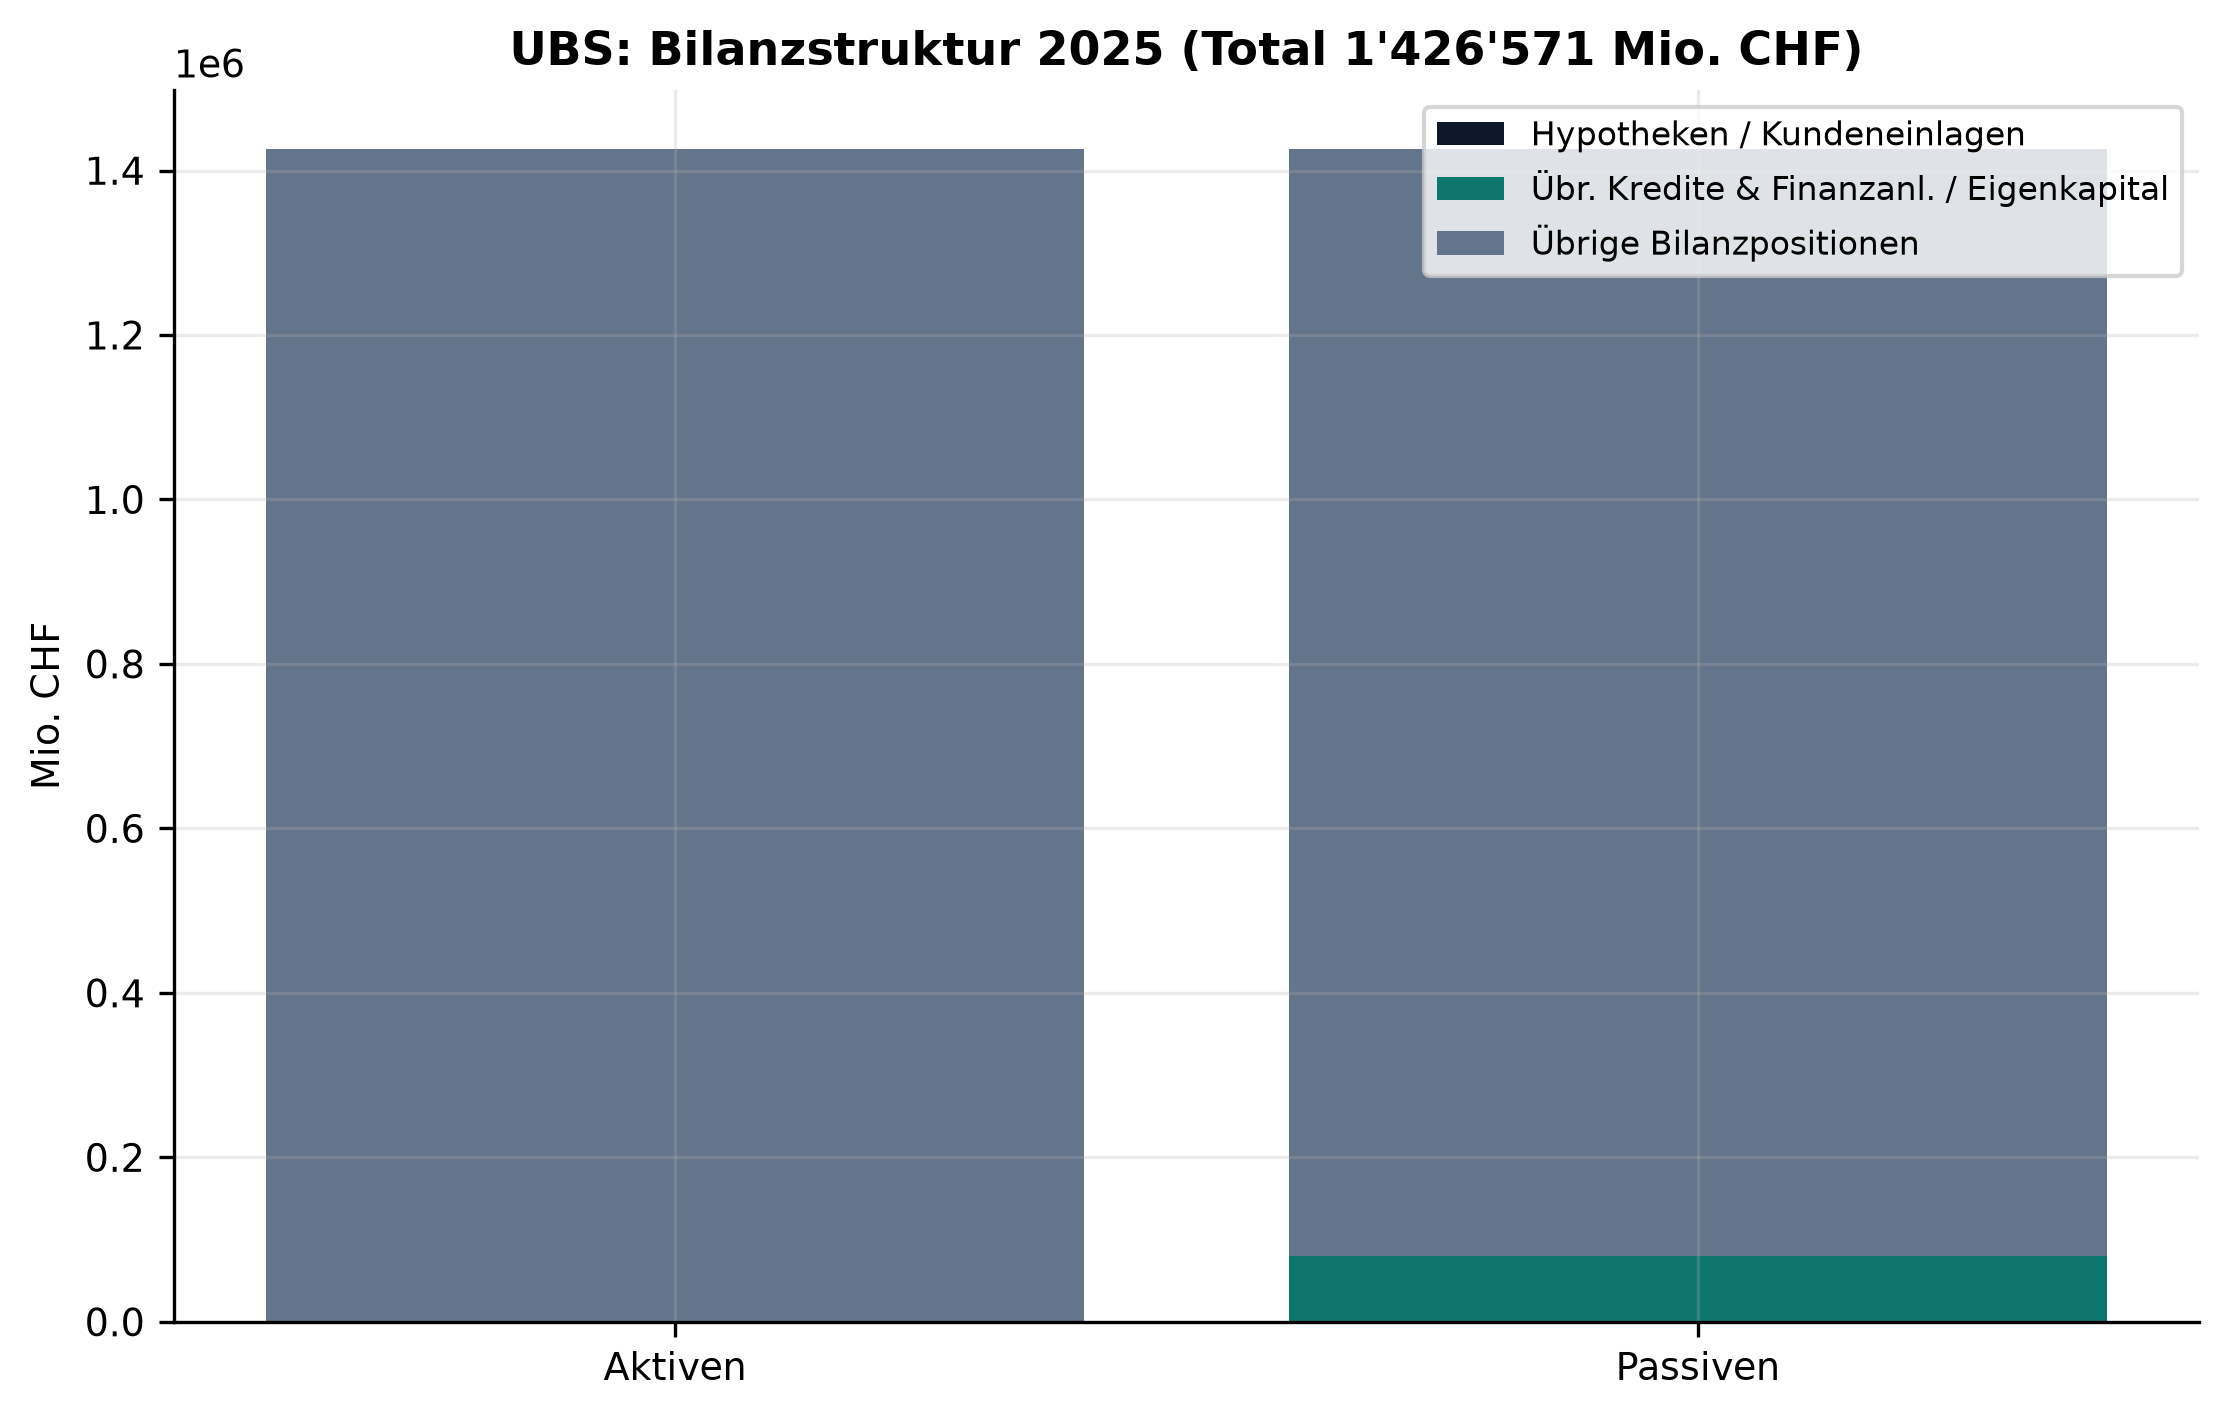 UBS: Bilanzstruktur 2025 (Total 1'426'571 Mio. CHF)
1e6
Hypotheken / Kundeneinlagen
Übr. Kredite & Finanzanl. / Eigenkapital
Übrige Bilanzpositionen
1.4
1.2
1.0
0.8
0.6
0.4
0.2
0.0
Mio. CHF
Aktiven
Passiven